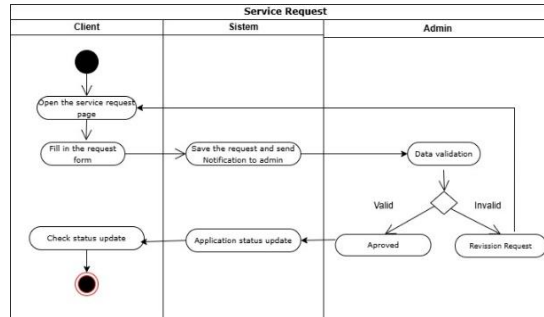 Service Request
Client
Sistem
Admin
Open the service request
page
Fill in the request
form
Save the request and send
Notification to admin
Data validation
Valid
Invalid
Check status update
Application status update
Aproved
Revission Request